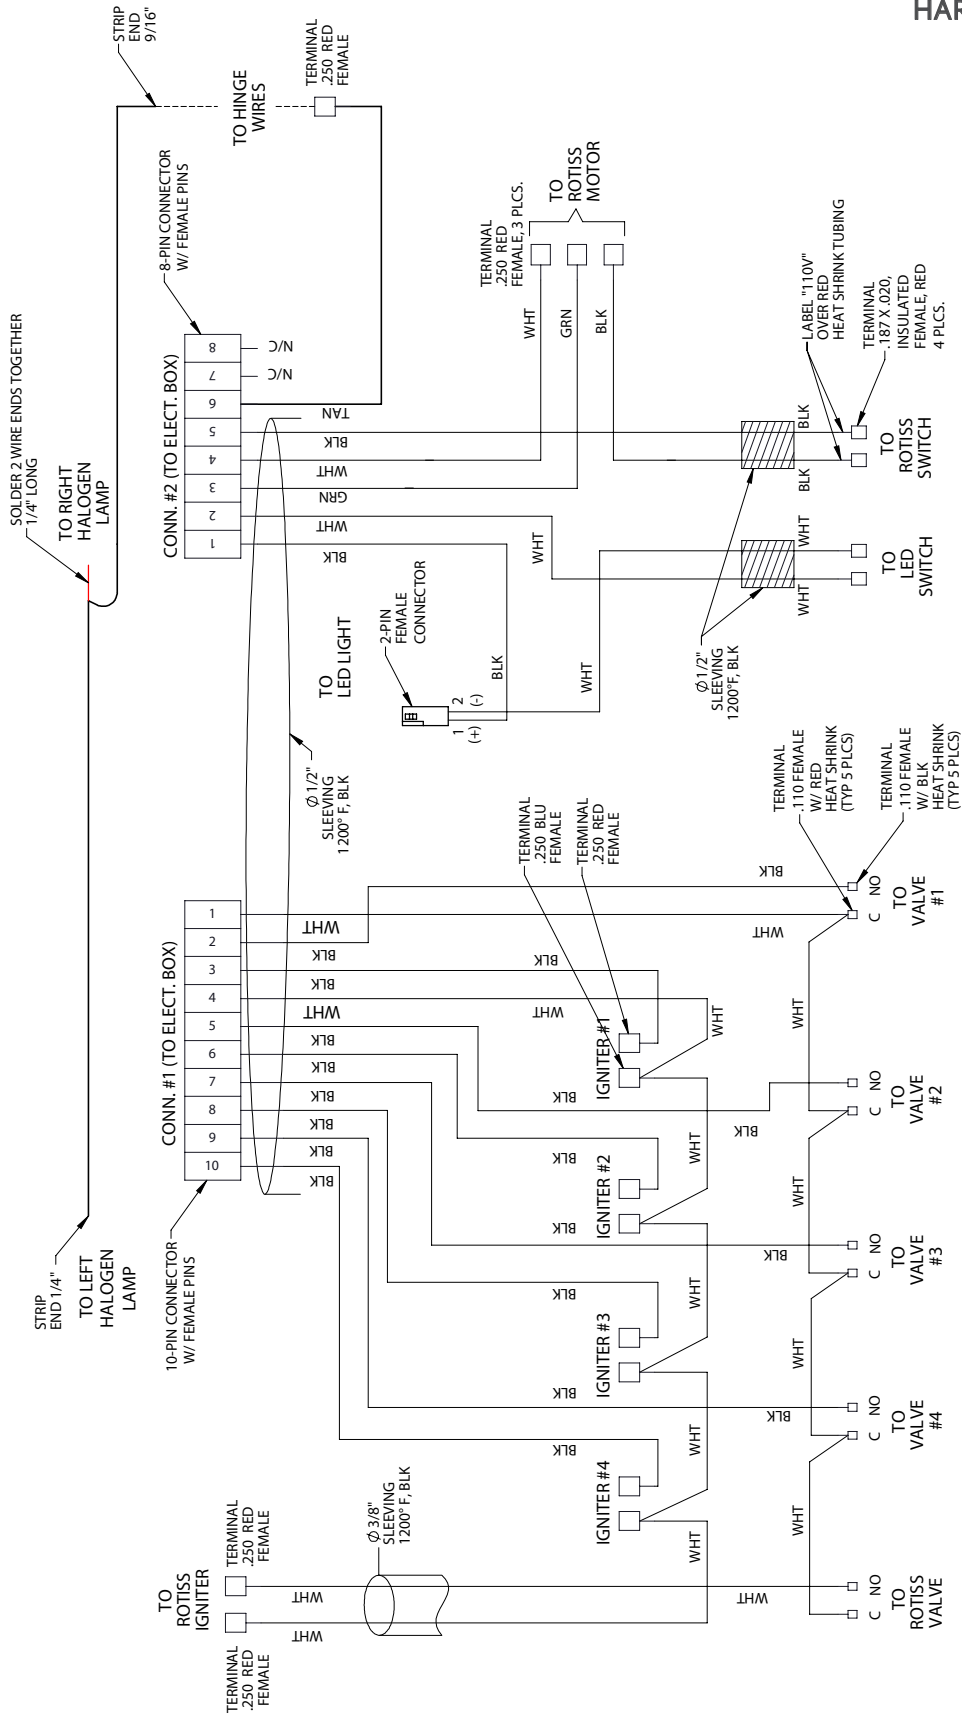 HAR
STRIP
END
9/16"
TERMINAL
.250 RED
FEMALE
TO HINGE
WIRES
SOLDER 2 WIRE ENDS TOGETHER
1/4" LONG
TO RIGHT
HALOGEN
LAMP
8-PIN CONNECTOR
W/ FEMALE PINS
CONN. #2 (TO ELECT. BOX)
8
7
6
5
4
3
2
1
N/C
N/C
TAN
BLK
WHT
GRN
WHT
BLK
TERMINAL
.250 RED
FEMALE, 3 PLCS.
WHT
GRN
BLK
TO
ROTISS
MOTOR
LABEL "110V"
OVER RED
HEAT SHRINK TUBING
TERMINAL
.187 X .020,
INSULATED
FEMALE, RED
4 PLCS.
BLK
BLK
TO
ROTISS
SWITCH
WHT
WHT
WHT
TO
LED
SWITCH
Ø 1/2"
SLEEVING
1200°F, BLK
TO
LED LIGHT
2-PIN
FEMALE
CONNECTOR
1
(+)
2
(-)
BLK
WHT
Ø 1/2"
SLEEVING
1200° F, BLK
STRIP
END 1/4"
TO LEFT
HALOGEN
LAMP
10-PIN CONNECTOR
W/ FEMALE PINS
CONN. #1 (TO ELECT. BOX)
1
2
3
4
5
6
7
8
9
10
WHT
BLK
BLK
WHT
BLK
BLK
BLK
BLK
BLK
TERMINAL
.250 BLU
FEMALE
TERMINAL
.250 RED
FEMALE
TERMINAL
.110 FEMALE
W/ RED
HEAT SHRINK
(TYP 5 PLCS)
TERMINAL
.110 FEMALE
W/ BLK
HEAT SHRINK
(TYP 5 PLCS)
BLK
WHT
BLK
WHT
IGNITER #1
WHT
C
NO
TO
VALVE
#1
WHT
BLK
BLK
BLK
IGNITER #2
WHT
C
NO
TO
VALVE
#2
WHT
BLK
BLK
BLK
IGNITER #3
WHT
C
NO
TO
VALVE
#3
WHT
BLK
BLK
BLK
IGNITER #4
WHT
C
NO
TO
VALVE
#4
WHT
WHT
TO
ROTISS
IGNITER
TERMINAL
.250 RED
FEMALE
TERMINAL
.250 RED
FEMALE
Ø 3/8"
SLEEVING
1200° F, BLK
WHT
WHT
WHT
C
NO
TO
ROTISS
VALVE